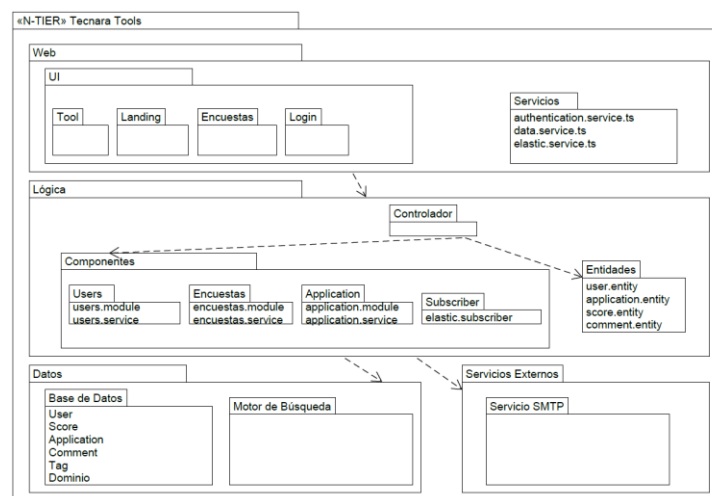 «N-TIER» Tecnara Tools
Web
UI
Tool
Landing
Encuestas
Login
Servicios
authentication.service.ts
data.service.ts
elastic.service.ts
Lógica
Controlador
Componentes
Users
users.module
users.service
Encuestas
encuestas.module
encuestas.service
Application
application.module
application.service
Subscriber
elastic.subscriber
Entidades
user.entity
application.entity
score.entity
comment.entity
Datos
Base de Datos
User
Score
Application
Comment
Tag
Dominio
Motor de Búsqueda
Servicios Externos
Servicio SMTP